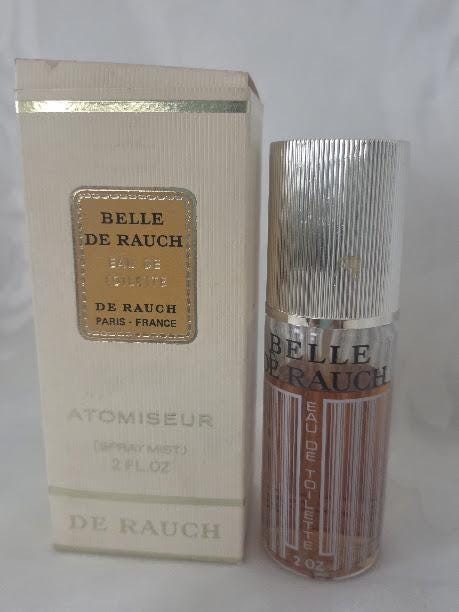 BELLE
DE RAUCH
EAU DE
TOILETTE
DE RAUCH
PARIS - FRANCE
ATOMISEUR
(SPRAY MIST)
2 FL.OZ
DE RAUCH
BELLE
DE RAUCH
EAU DE TOILETTE
2 OZ